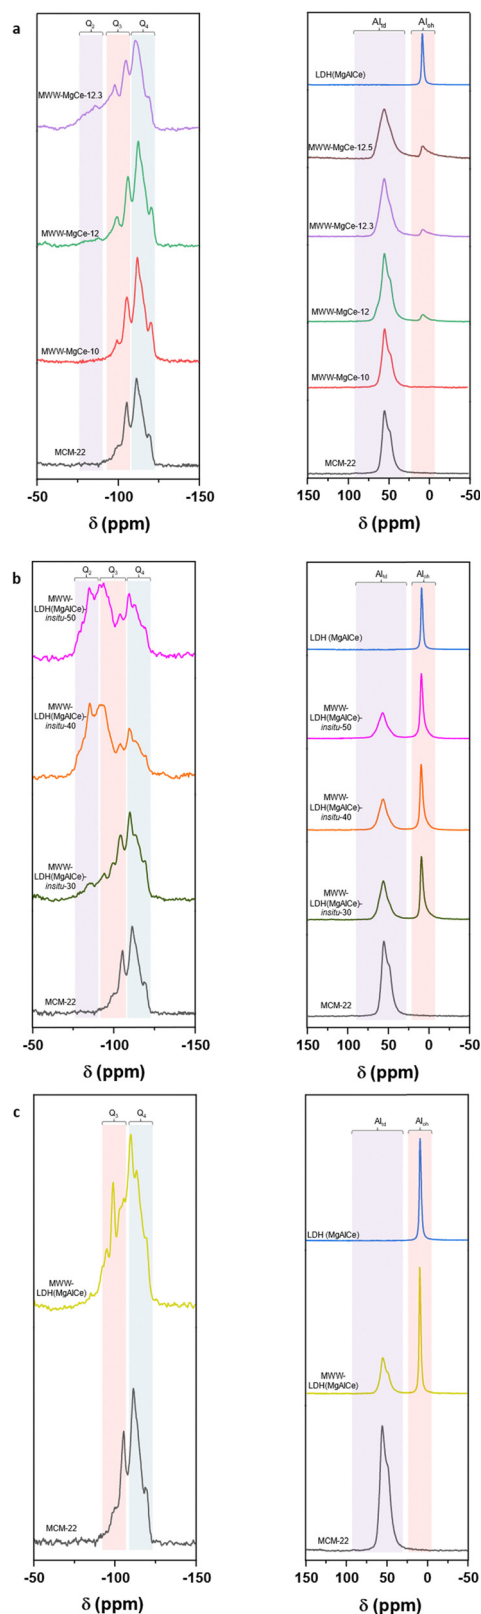 a
Q₂
Q₃
Q₄
MWW-MgCe-12.3
MWW-MgCe-12
MWW-MgCe-10
MCM-22
-50
-100
-150
δ (ppm)
Al_td
Al_oh
LDH(MgAlCe)
MWW-MgCe-12.5
MWW-MgCe-12.3
MWW-MgCe-12
MWW-MgCe-10
MCM-22
150
100
50
0
-50
δ (ppm)
b
Q₂
Q₃
Q₄
MWW-
LDH(MgAlCe)-
insitu-50
MWW-
LDH(MgAlCe)-
insitu-40
MWW-
LDH(MgAlCe)-
insitu-30
MCM-22
-50
-100
-150
δ (ppm)
Al_td
Al_oh
LDH (MgAlCe)
MWW-
LDH(MgAlCe)-
insitu-50
MWW-
LDH(MgAlCe)-
insitu-40
MWW-
LDH(MgAlCe)-
insitu-30
MCM-22
150
100
50
0
-50
δ (ppm)
c
Q₃
Q₄
MWW-
LDH(MgAlCe)
MCM-22
-50
-100
-150
δ (ppm)
Al_td
Al_oh
LDH (MgAlCe)
MWW-
LDH(MgAlCe)
MCM-22
150
100
50
0
-50
δ (ppm)